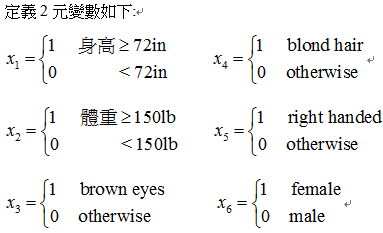 定義 2 元變數如下:
x₁ = { 1 身高 ≥ 72in
0 < 72in
x₄ = { 1 blond hair
0 otherwise
x₂ = { 1 體重 ≥ 150lb
0 < 150lb
x₅ = { 1 right handed
0 otherwise
x₃ = { 1 brown eyes
0 otherwise
x₆ = { 1 female
0 male